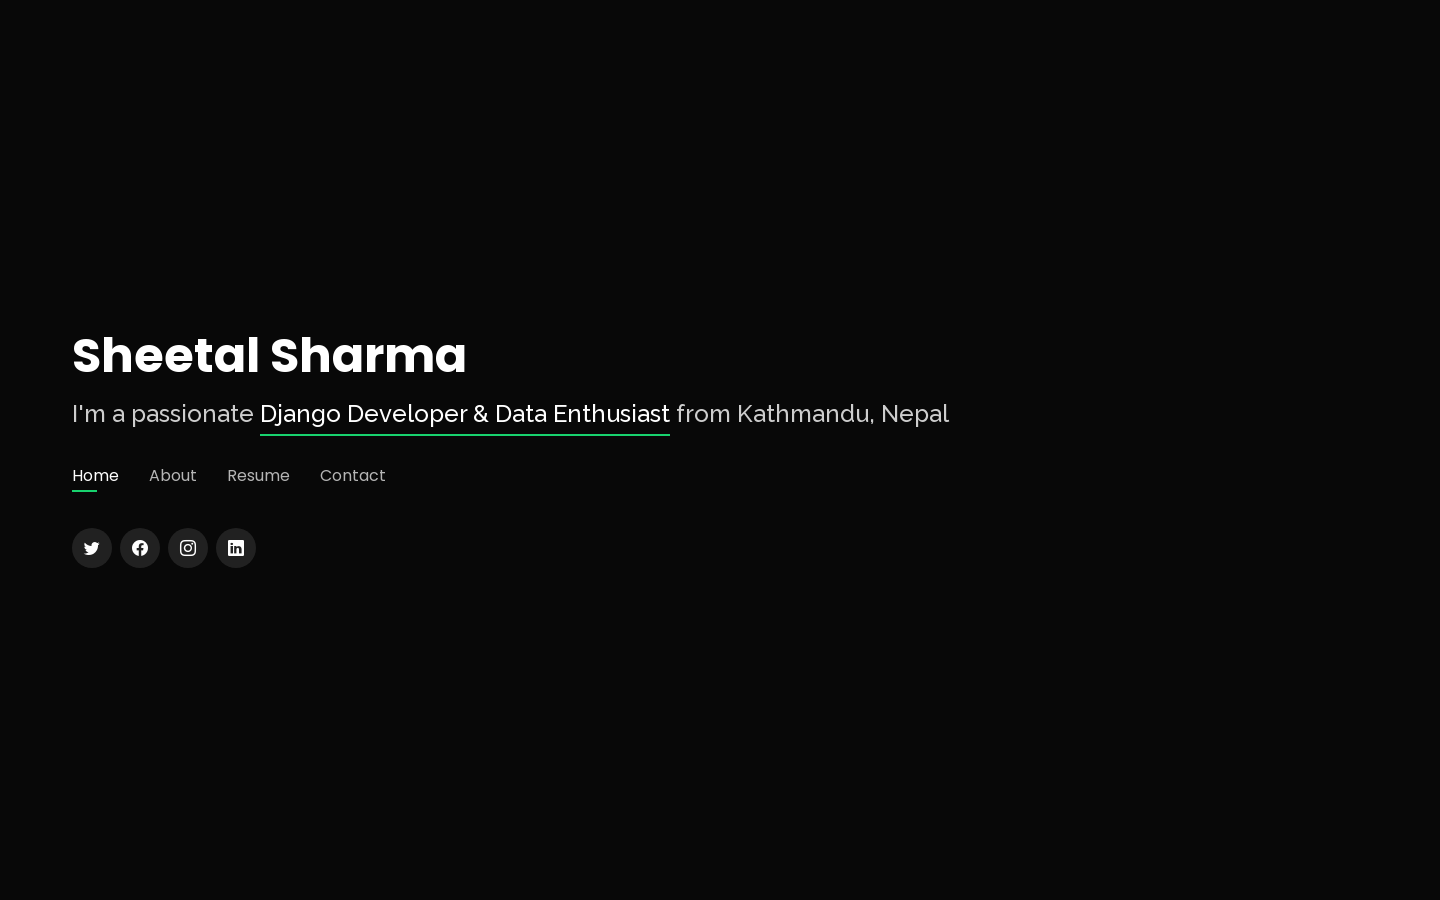 Sheetal Sharma
I'm a passionate Django Developer & Data Enthusiast from Kathmandu, Nepal
Home About Resume Contact